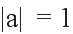 |a| = 1